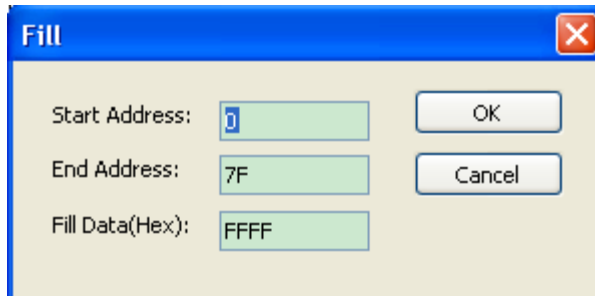 Fill
Start Address: 0 OK
End Address: 7F Cancel
Fill Data(Hex): FFFF